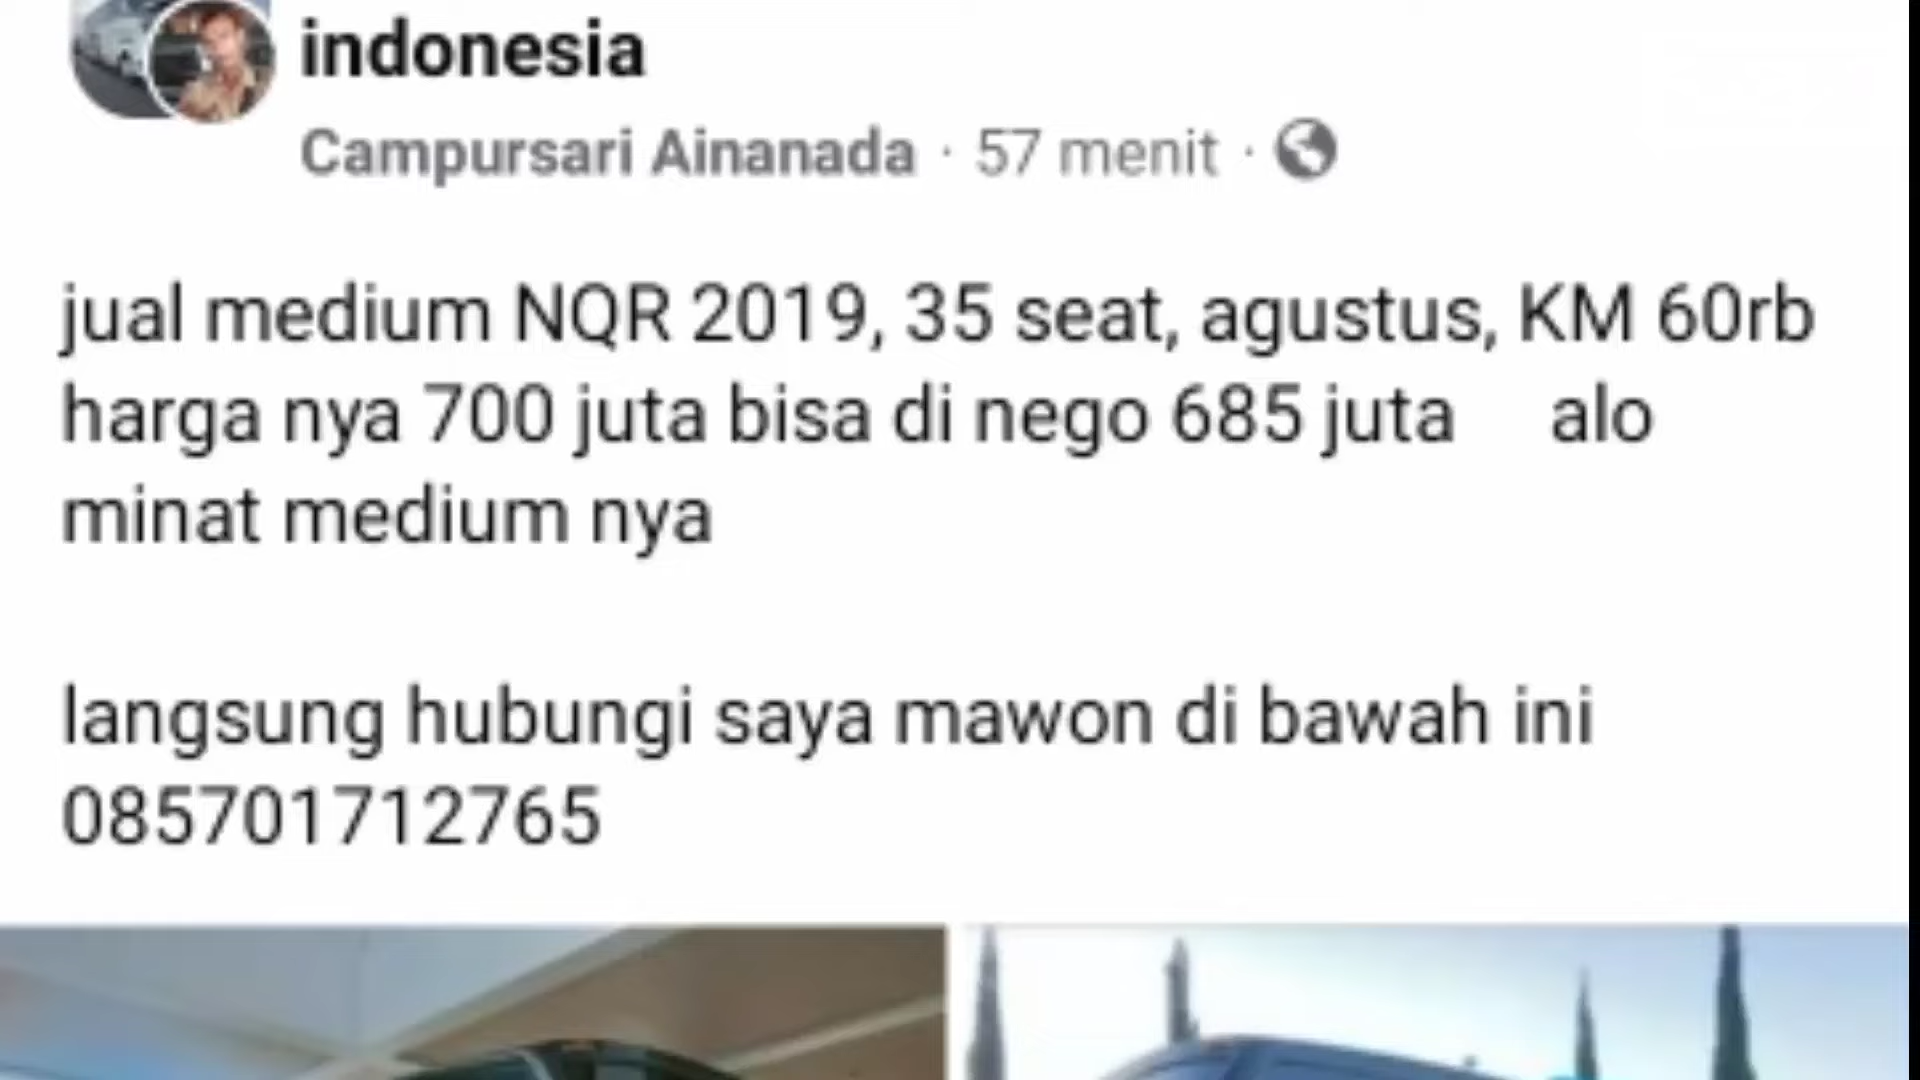 indonesia
Campursari Ainanada · 57 menit ·
jual medium NQR 2019, 35 seat, agustus, KM 60rb
harga nya 700 juta bisa di nego 685 juta alo
minat medium nya
langsung hubungi saya mawon di bawah ini
085701712765